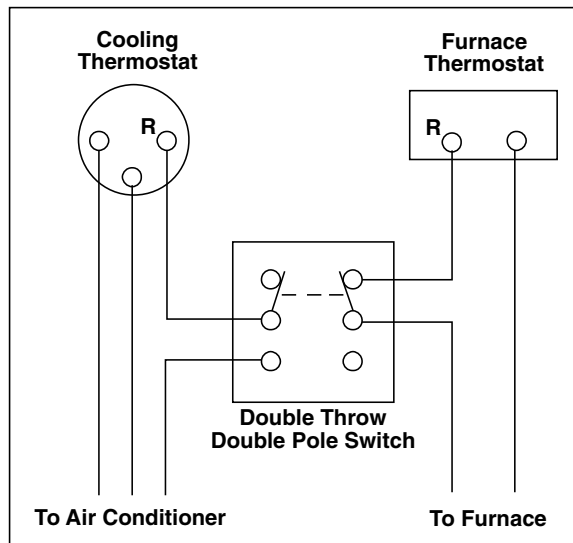 Cooling
Thermostat
Furnace
Thermostat
R
R
Double Throw
Double Pole Switch
To Air Conditioner
To Furnace